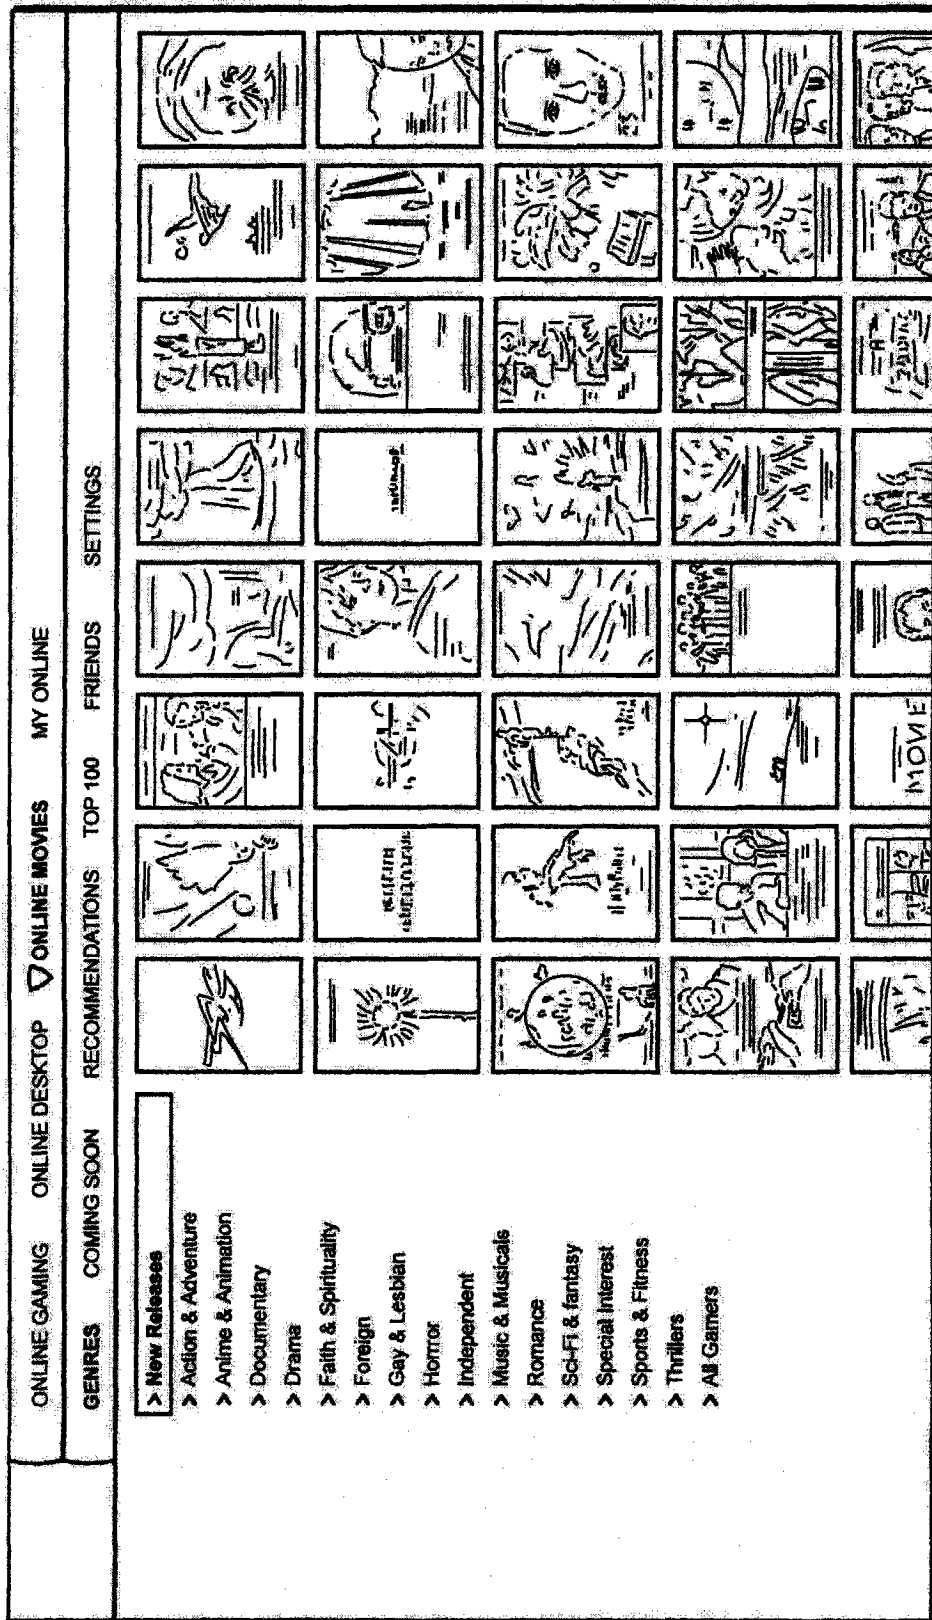 ONLINE GAMING ONLINE DESKTOP ▽ ONLINE MOVIES MY ONLINE
GENRES COMING SOON RECOMMENDATIONS TOP 100 FRIENDS SETTINGS
> New Releases
> Action & Adventure
> Anime & Animation
> Documentary
> Drama
> Faith & Spirituality
> Foreign
> Gay & Lesbian
> Horror
> Independent
> Music & Musicals
> Romance
> Sci-Fi & fantasy
> Special Interest
> Sports & Fitness
> Thrillers
> All Gamers
MOVIE